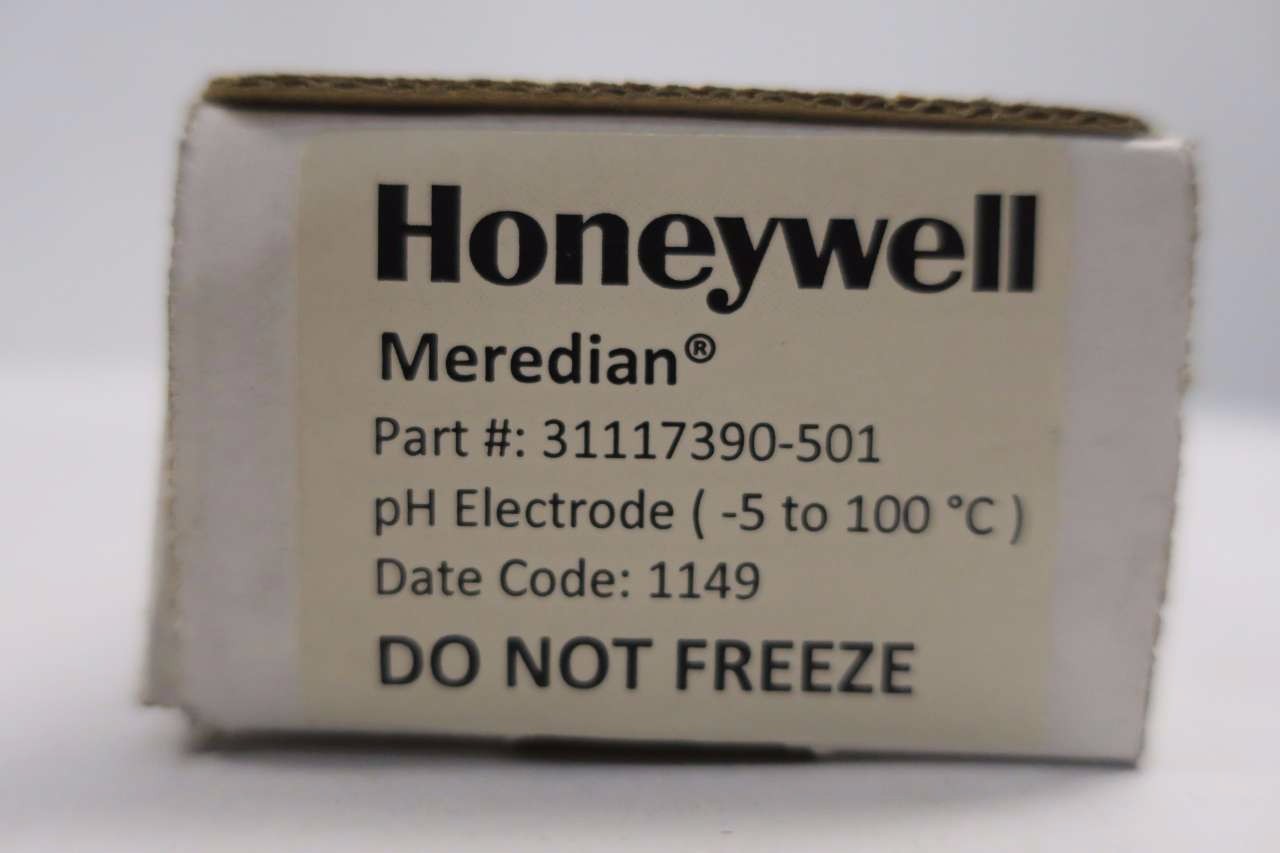 Honeywell
Meredian®
Part #: 31117390-501
pH Electrode ( -5 to 100 °C )
Date Code: 1149
DO NOT FREEZE